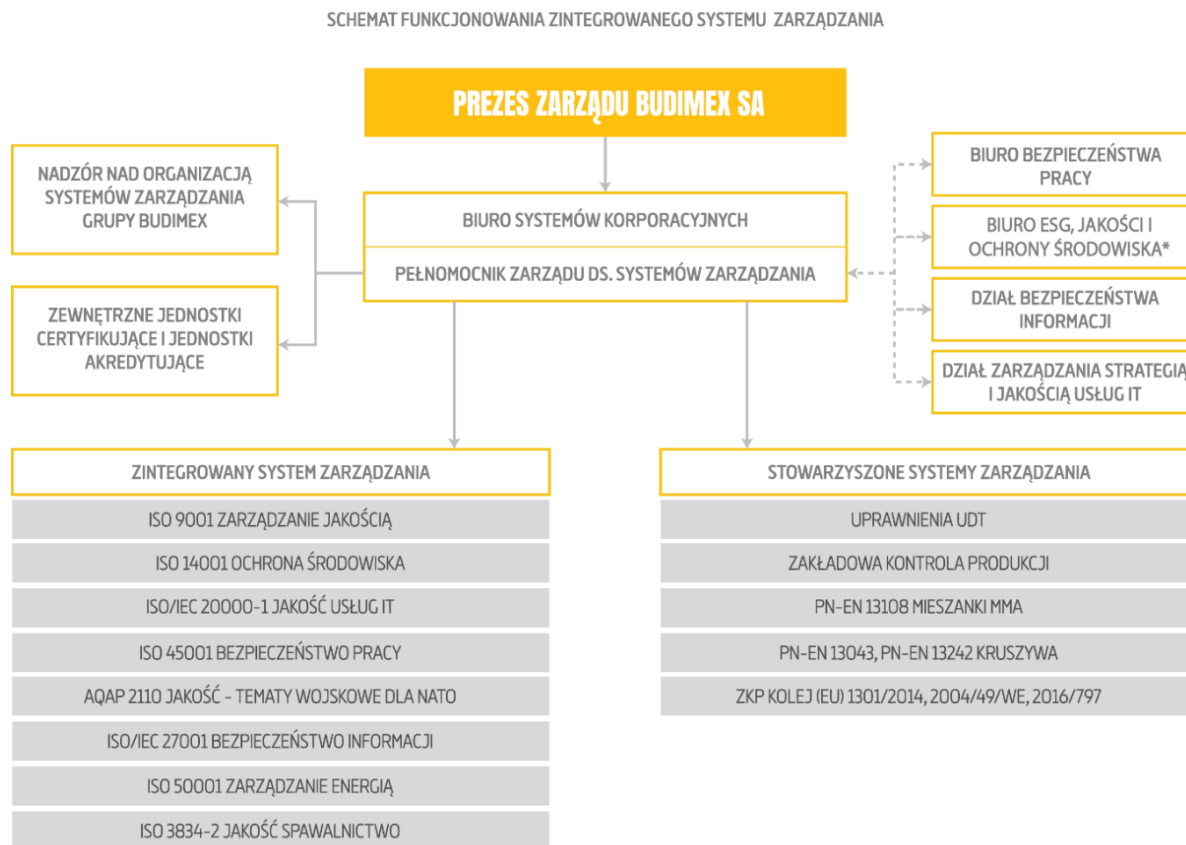 SCHEMAT FUNKCJONOWANIA ZINTEGROWANEGO SYSTEMU ZARZĄDZANIA
PREZES ZARZĄDU BUDIMEX SA
NADZÓR NAD ORGANIZACJĄ
SYSTEMÓW ZARZĄDZANIA
GRUPY BUDIMEX
ZEWNĘTRZNE JEDNOSTKI
CERTYFIKUJĄCE I JEDNOSTKI
AKREDYTUJĄCE
BIURO SYSTEMÓW KORPORACYJNYCH
PEŁNOMOCNIK ZARZĄDU DS. SYSTEMÓW ZARZĄDZANIA
BIURO BEZPIECZEŃSTWA
PRACY
BIURO ESG, JAKOŚCI I
OCHRONY ŚRODOWISKA*
DZIAŁ BEZPIECZEŃSTWA
INFORMACJI
DZIAŁ ZARZĄDZANIA STRATEGIĄ
I JAKOŚCIĄ USŁUG IT
ZINTEGROWANY SYSTEM ZARZĄDZANIA
ISO 9001 ZARZĄDZANIE JAKOŚCIĄ
ISO 14001 OCHRONA ŚRODOWISKA
ISO/IEC 20000-1 JAKOŚĆ USŁUG IT
ISO 45001 BEZPIECZEŃSTWO PRACY
AQAP 2110 JAKOŚĆ - TEMATY WOJSKOWE DLA NATO
ISO/IEC 27001 BEZPIECZEŃSTWO INFORMACJI
ISO 50001 ZARZĄDZANIE ENERGIĄ
ISO 3834-2 JAKOŚĆ SPAWALNICTWO
STOWARZYSZONE SYSTEMY ZARZĄDZANIA
UPRAWNIENIA UDT
ZAKŁADOWA KONTROLA PRODUKCJI
PN-EN 13108 MIESZANKI MMA
PN-EN 13043, PN-EN 13242 KRUSZYWA
ZKP KOLEJ (EU) 1301/2014, 2004/49/WE, 2016/797